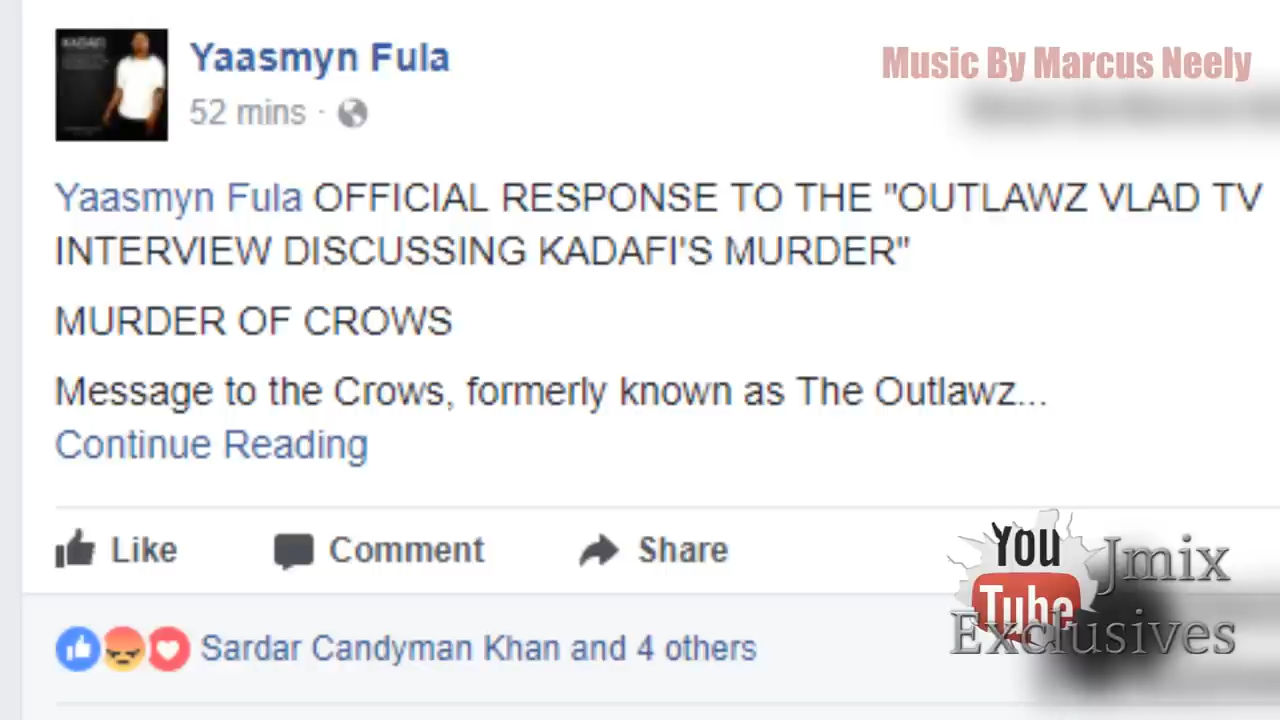 Yaasmyn Fula
Music By Marcus Neely
52 mins ·
Yaasmyn Fula OFFICIAL RESPONSE TO THE "OUTLAWZ VLAD TV
INTERVIEW DISCUSSING KADAFI'S MURDER"
MURDER OF CROWS
Message to the Crows, formerly known as The Outlawz...
Continue Reading
Like Comment Share
You
Tube
Jmix
Exclusives
Sardar Candyman Khan and 4 others